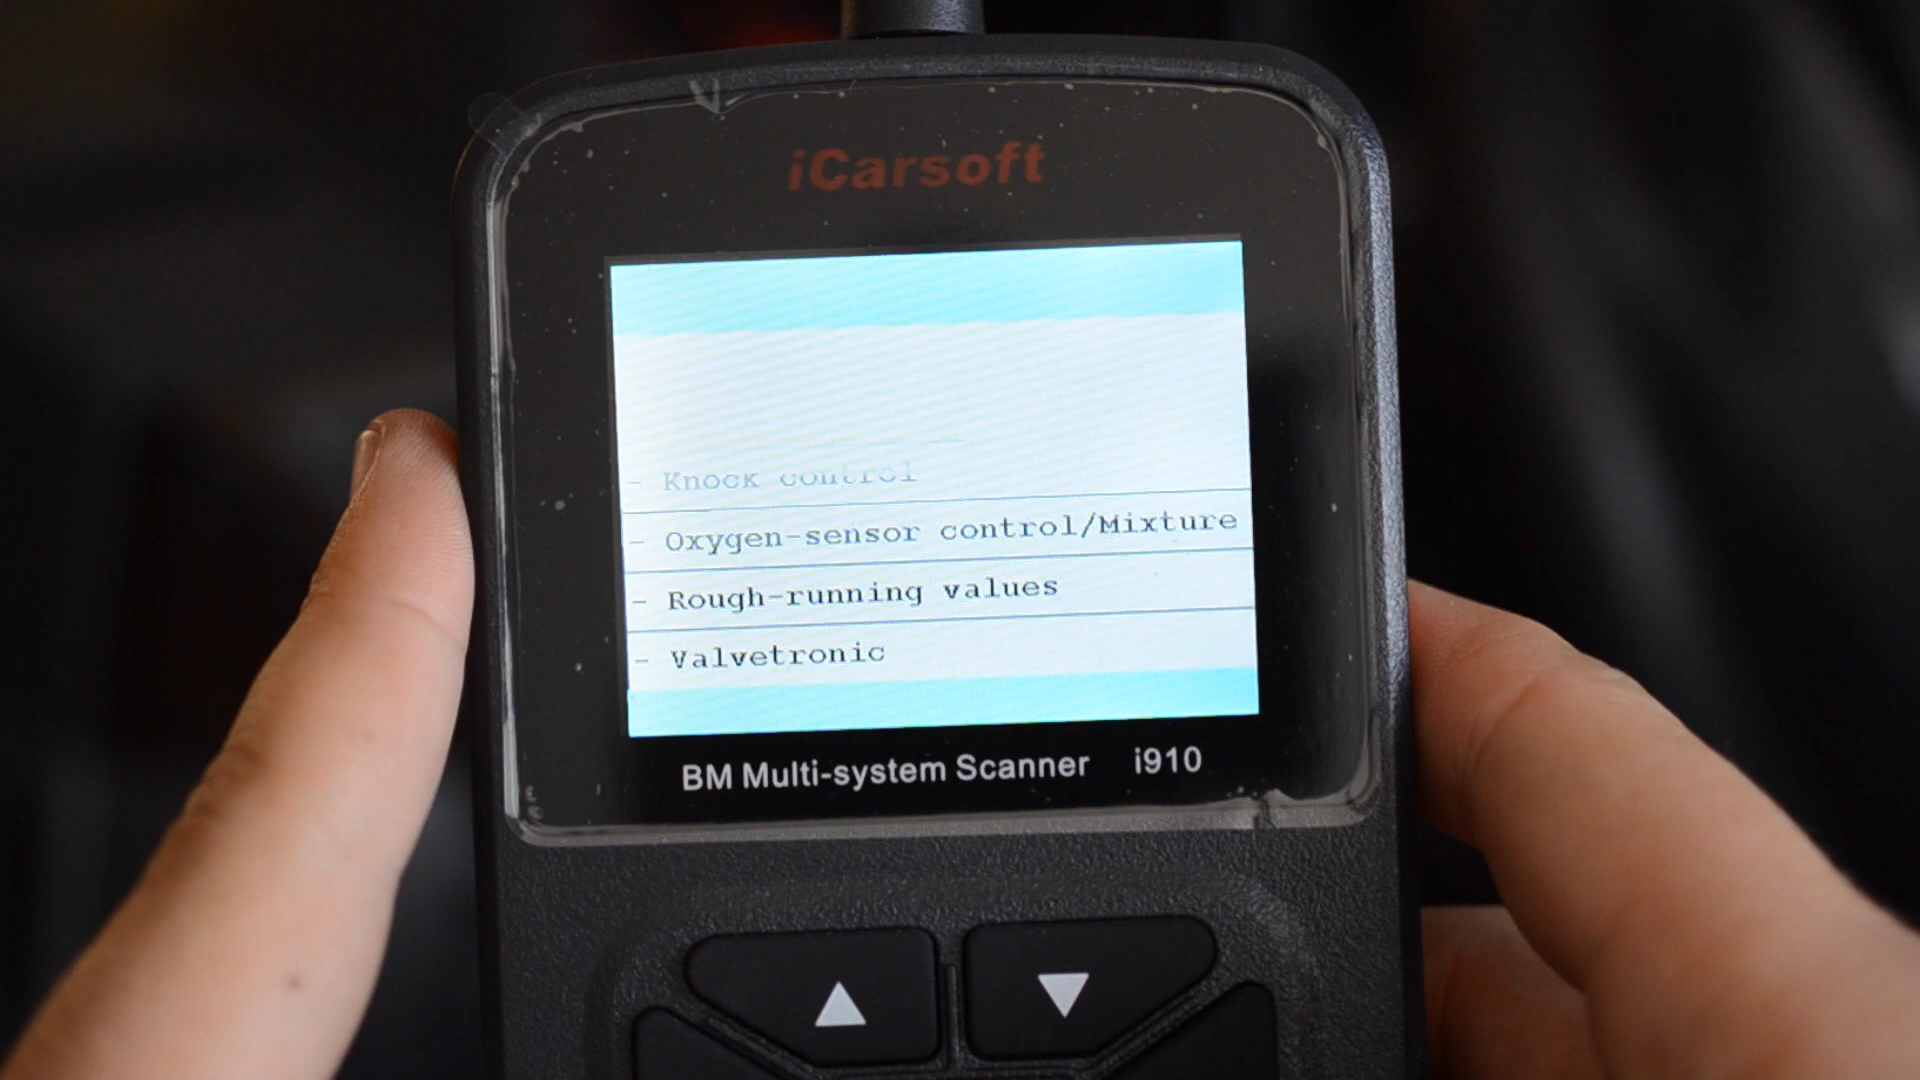 iCarsoft
- Knock control
- Oxygen-sensor control/Mixture
- Rough-running values
- Valvetronic
BM Multi-system Scanner i910